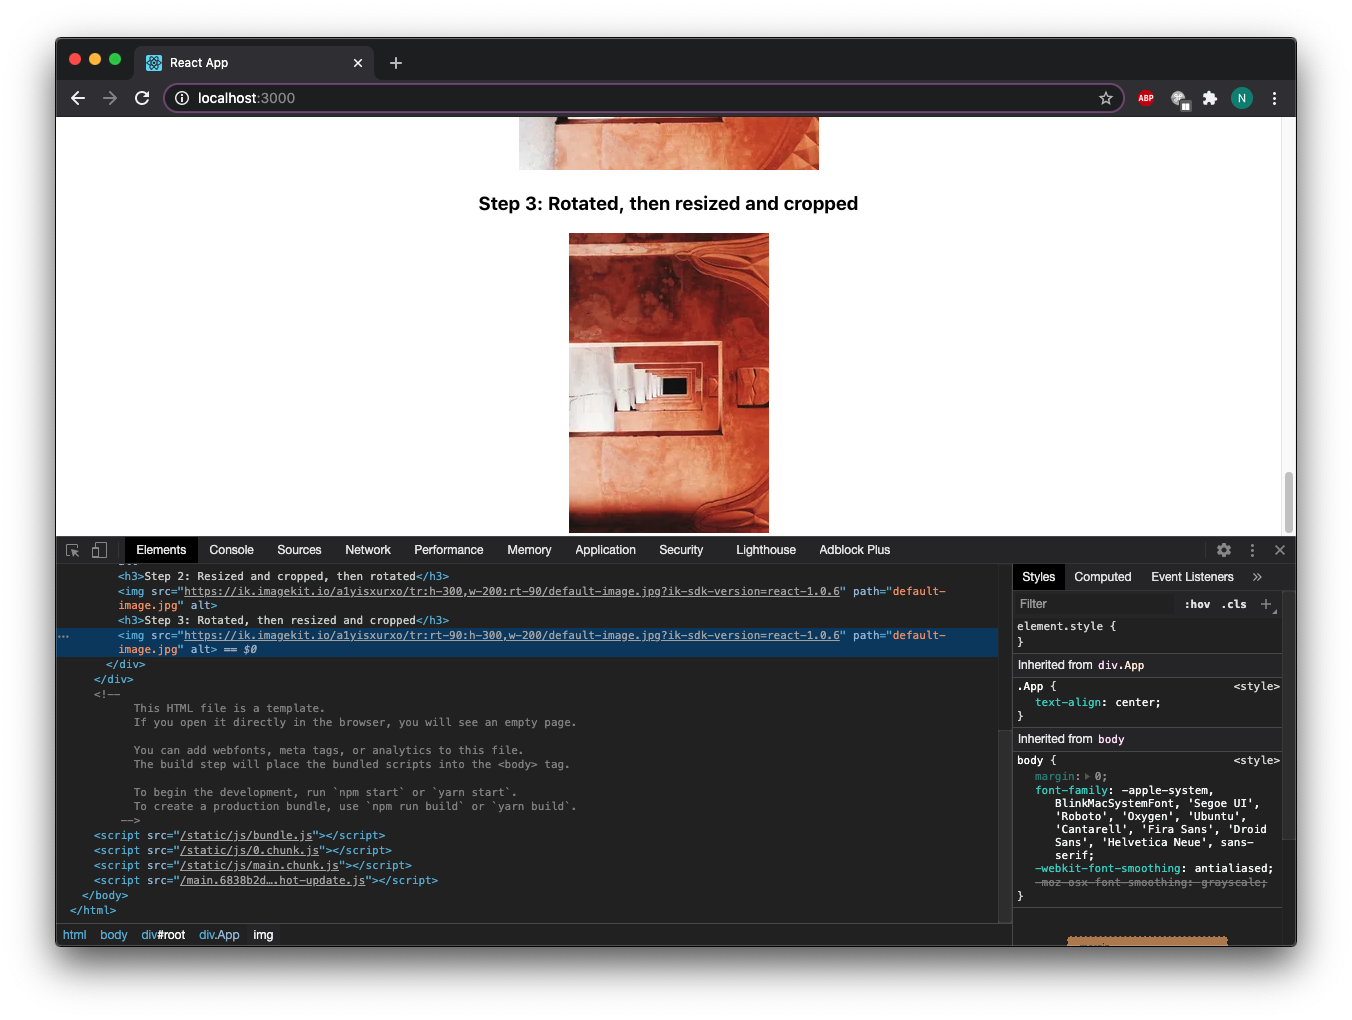 React App
localhost:3000
ABP
N
Step 3: Rotated, then resized and cropped
Elements Console Sources Network Performance Memory Application Security Lighthouse Adblock Plus
<h3>Step 2: Resized and cropped, then rotated</h3>
<img src="https://ik.imagekit.io/a1yisxurxo/tr:h-300,w-200:rt-90/default-image.jpg?ik-sdk-version=react-1.0.6" path="default-
image.jpg" alt>
<h3>Step 3: Rotated, then resized and cropped</h3>
<img src="https://ik.imagekit.io/a1yisxurxo/tr:rt-90:h-300,w-200/default-image.jpg?ik-sdk-version=react-1.0.6" path="default-
image.jpg" alt> == $0
</div>
</div>
<!--
This HTML file is a template.
If you open it directly in the browser, you will see an empty page.
You can add webfonts, meta tags, or analytics to this file.
The build step will place the bundled scripts into the <body> tag.
To begin the development, run `npm start` or `yarn start`.
To create a production bundle, use `npm run build` or `yarn build`.
-->
<script src="/static/js/bundle.js"></script>
<script src="/static/js/0.chunk.js"></script>
<script src="/static/js/main.chunk.js"></script>
<script src="/main.6838b2d….hot-update.js"></script>
</body>
</html>
html body div#root div.App img
Styles Computed Event Listeners »
Filter :hov .cls +
element.style {
}
Inherited from div.App
.App { <style>
text-align: center;
}
Inherited from body
body { <style>
margin: 0;
font-family: -apple-system,
BlinkMacSystemFont, 'Segoe UI',
'Roboto', 'Oxygen', 'Ubuntu',
'Cantarell', 'Fira Sans', 'Droid
Sans', 'Helvetica Neue', sans-
serif;
-webkit-font-smoothing: antialiased;
-moz-osx-font-smoothing: grayscale;
}